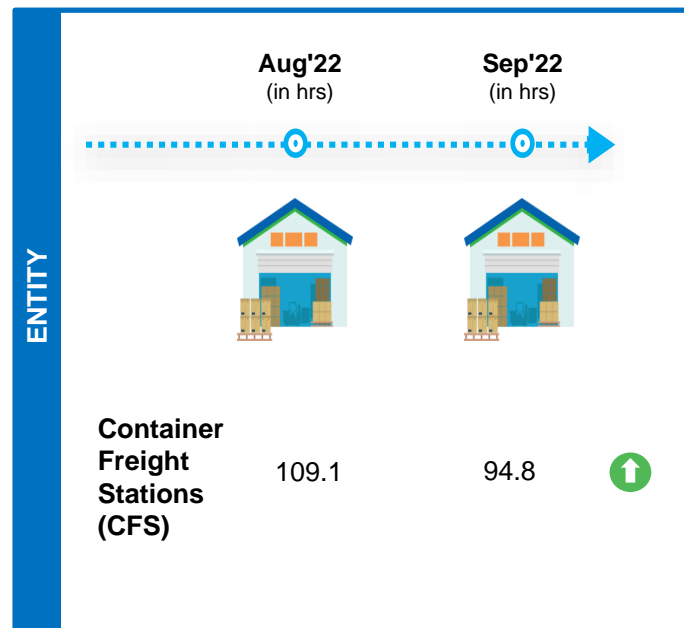 Aug'22
(in hrs)
Sep'22
(in hrs)
ENTITY
Container
Freight
Stations
(CFS)
109.1
94.8